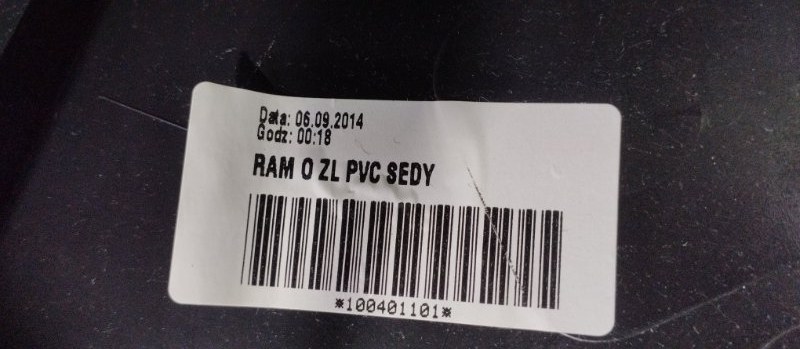 Data: 06.09.2014
Godz: 00:18
RAM O ZL PVC SEDY
*100401101*